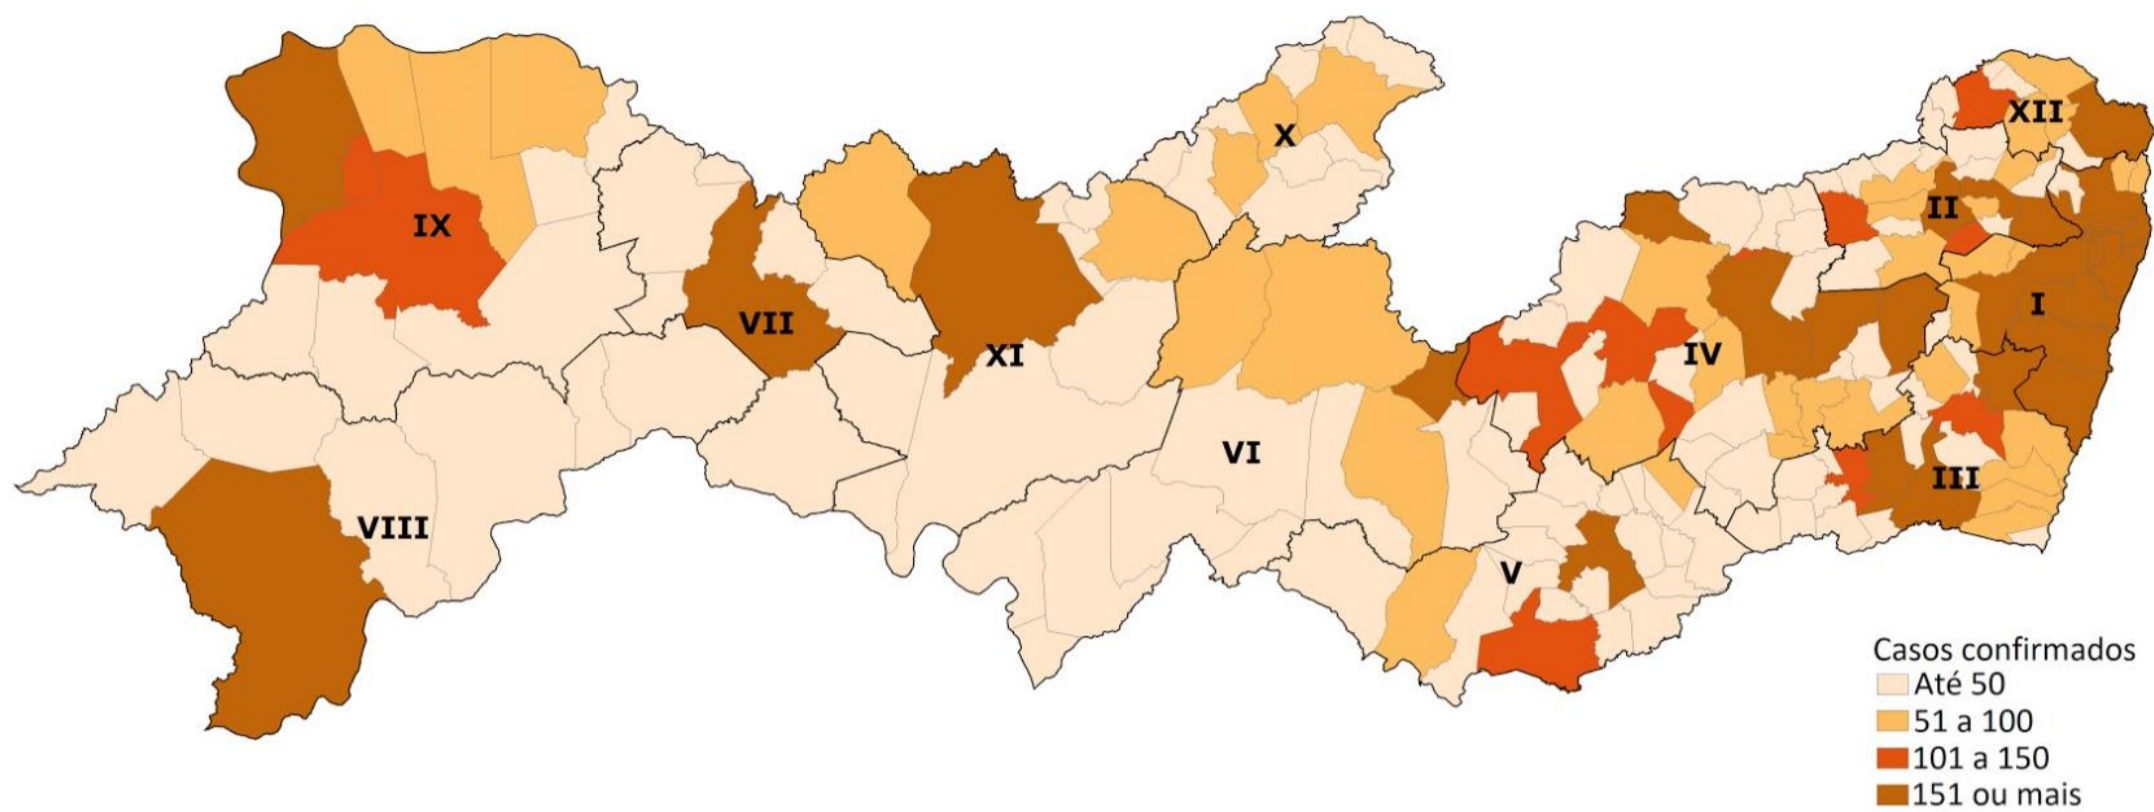 X
XII
II
IX
I
VII
IV
XI
VI
III
VIII
V
Casos confirmados
Até 50
51 a 100
101 a 150
151 ou mais